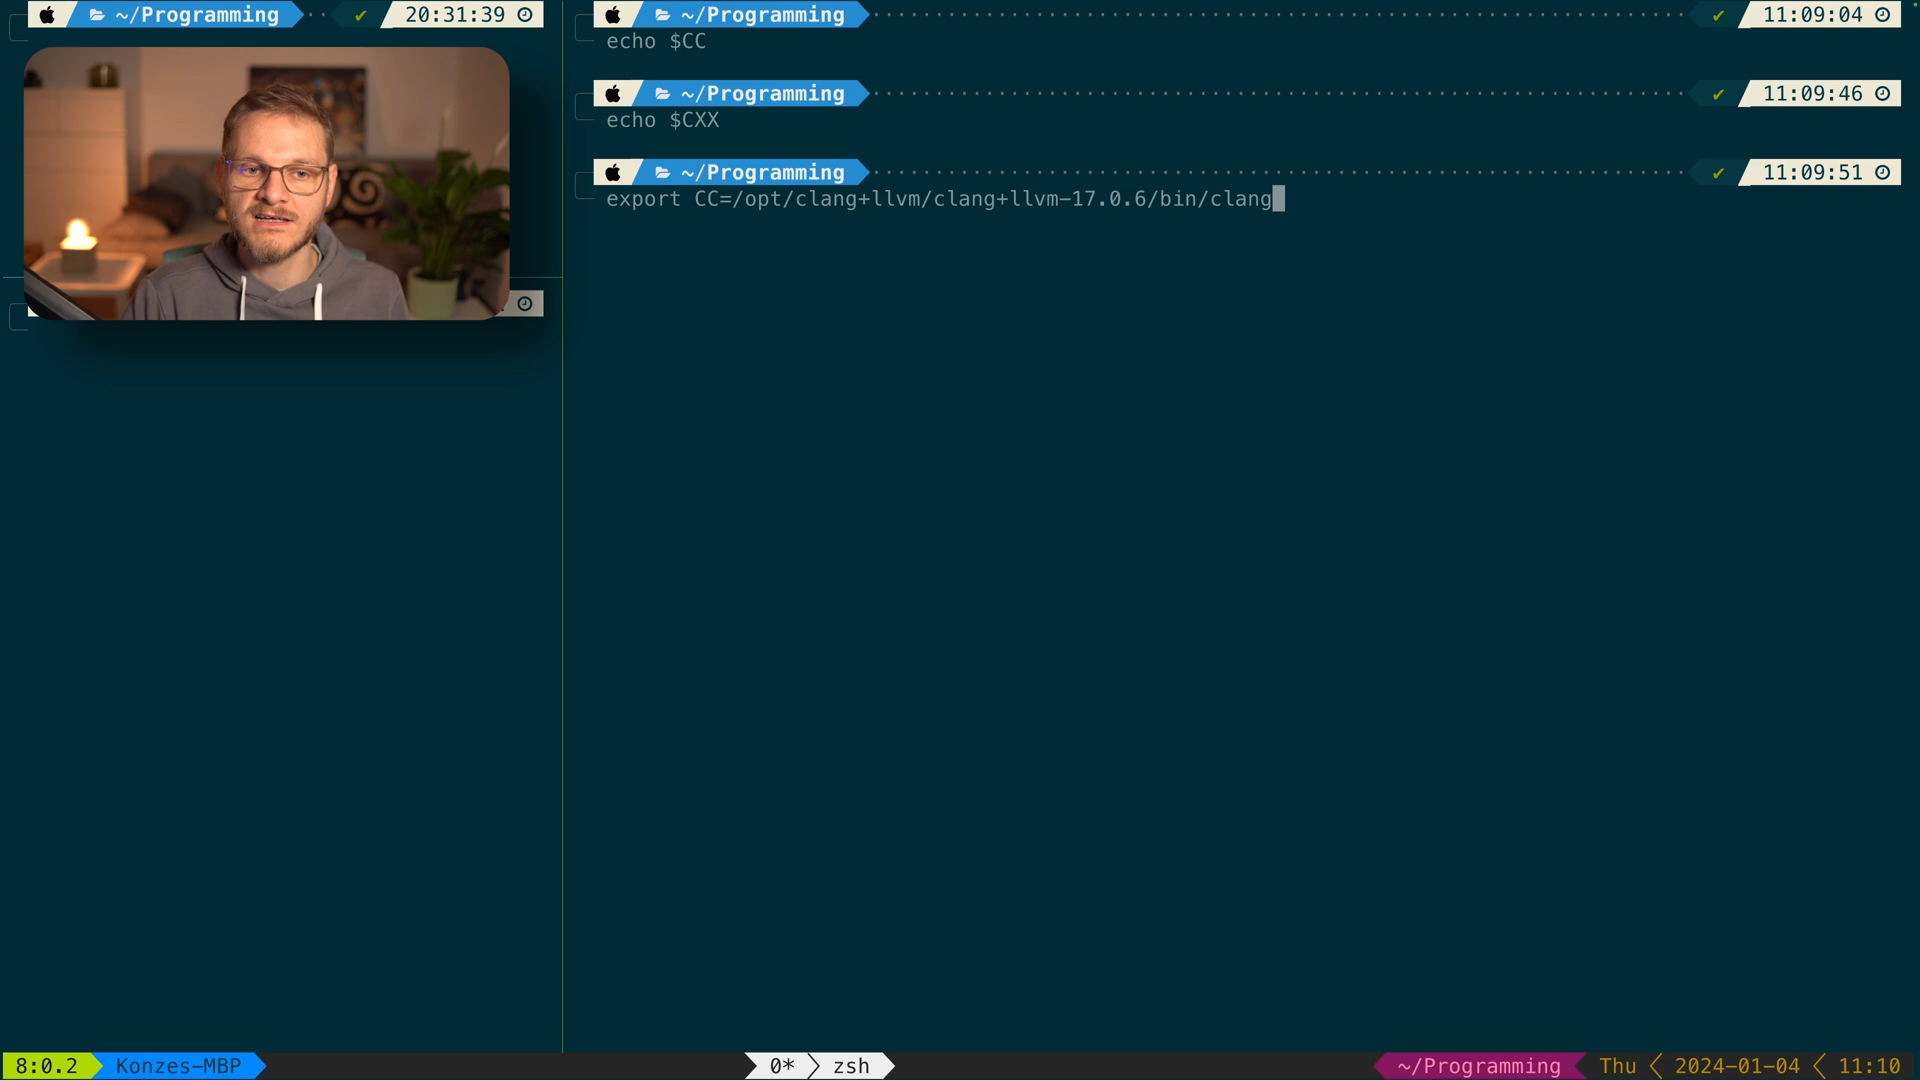 ~/Programming ✔ 20:31:39
~/Programming ✔ 11:09:04
echo $CC
~/Programming ✔ 11:09:46
echo $CXX
~/Programming ✔ 11:09:51
export CC=/opt/clang+llvm/clang+llvm-17.0.6/bin/clang
8:0.2 Konzes-MBP 0* zsh ~/Programming Thu 2024-01-04 11:10